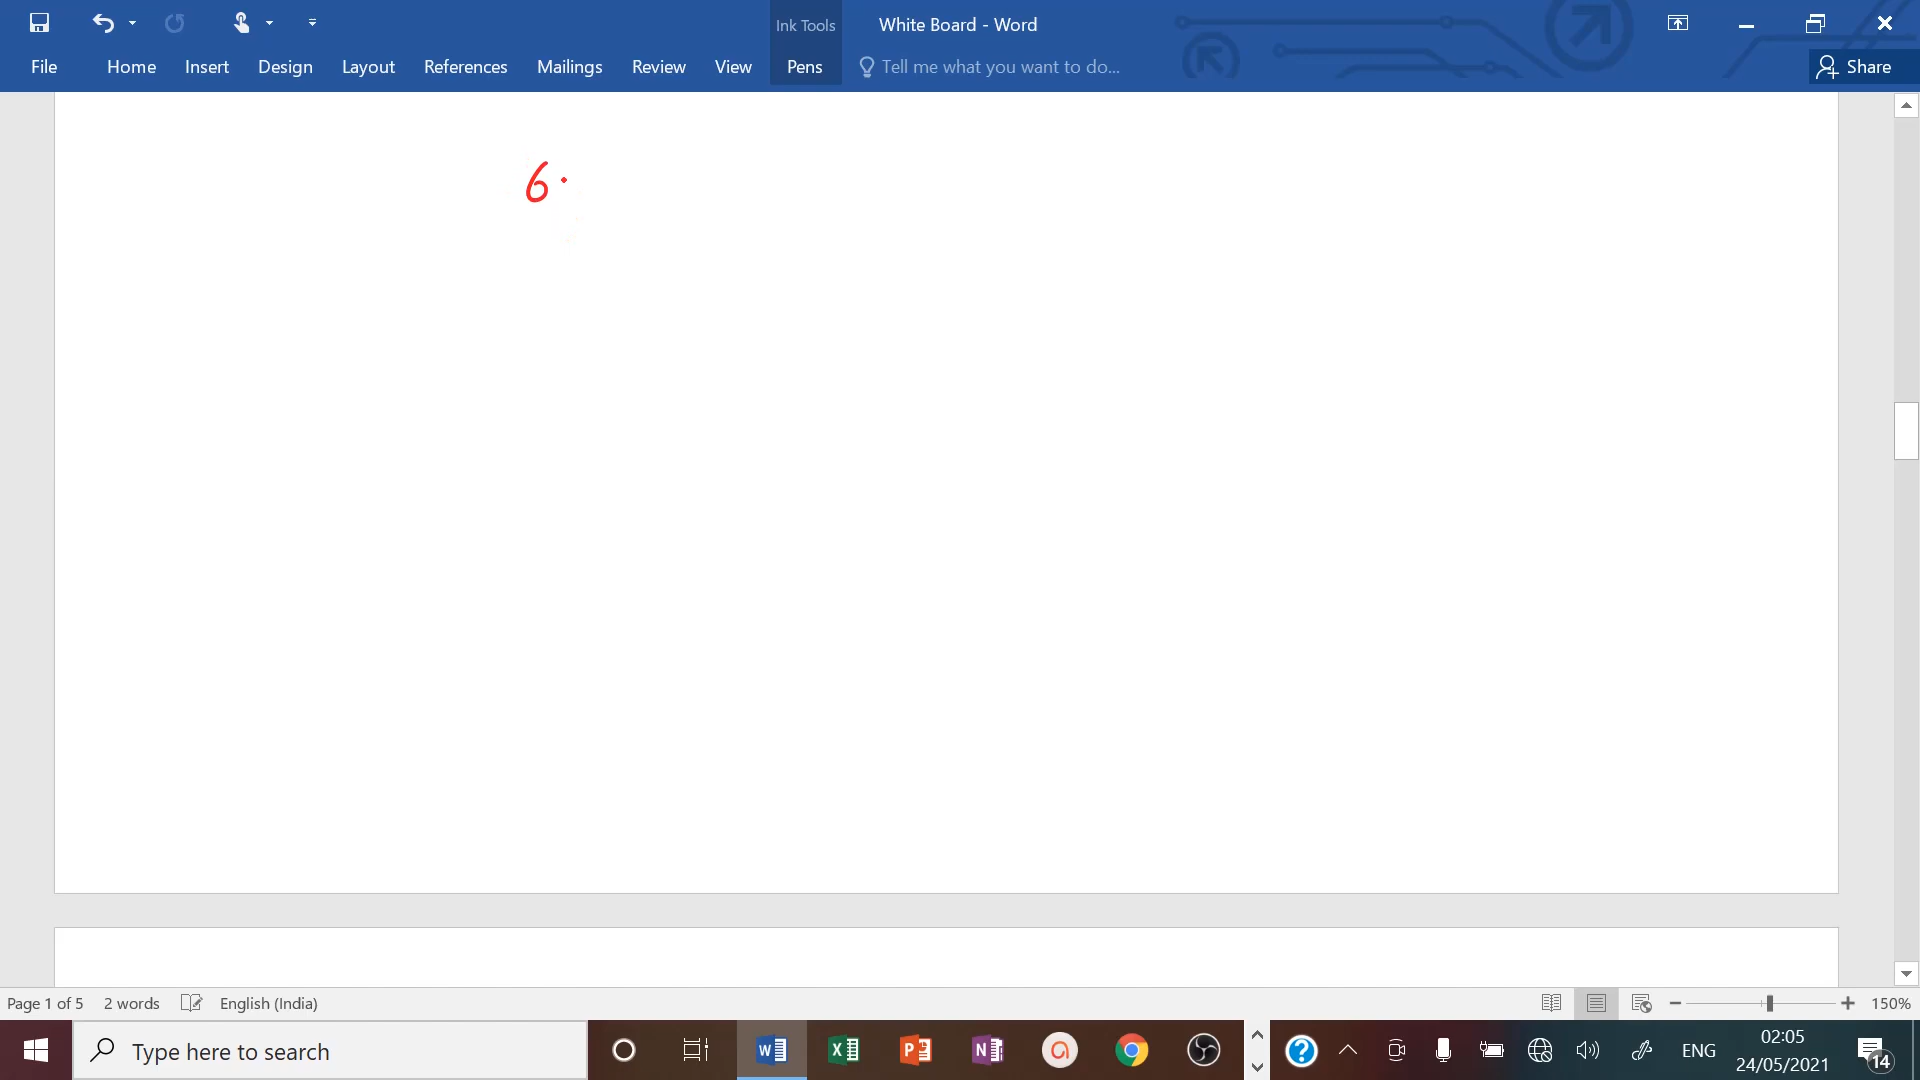 Ink Tools
White Board - Word
File Home Insert Design Layout References Mailings Review View Pens Tell me what you want to do... Share
6
Page 1 of 5 2 words English (India) 150%
Type here to search
ENG
02:05
24/05/2021
14